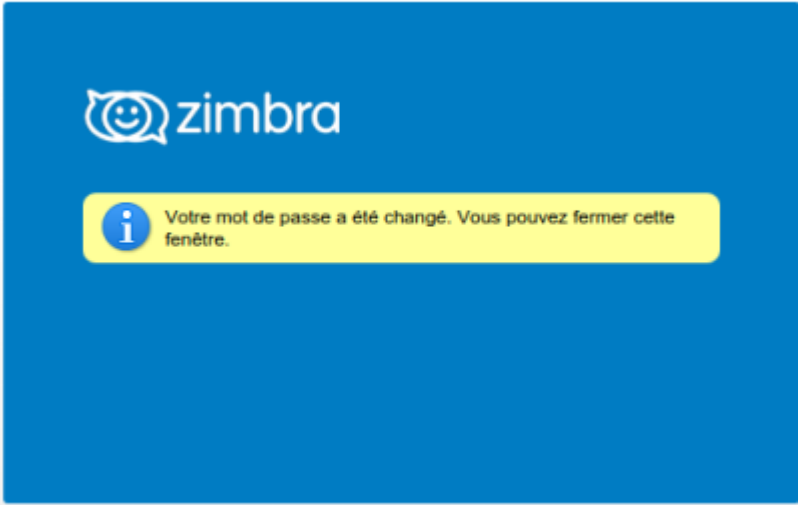 zimbra
Votre mot de passe a été changé. Vous pouvez fermer cette
fenêtre.